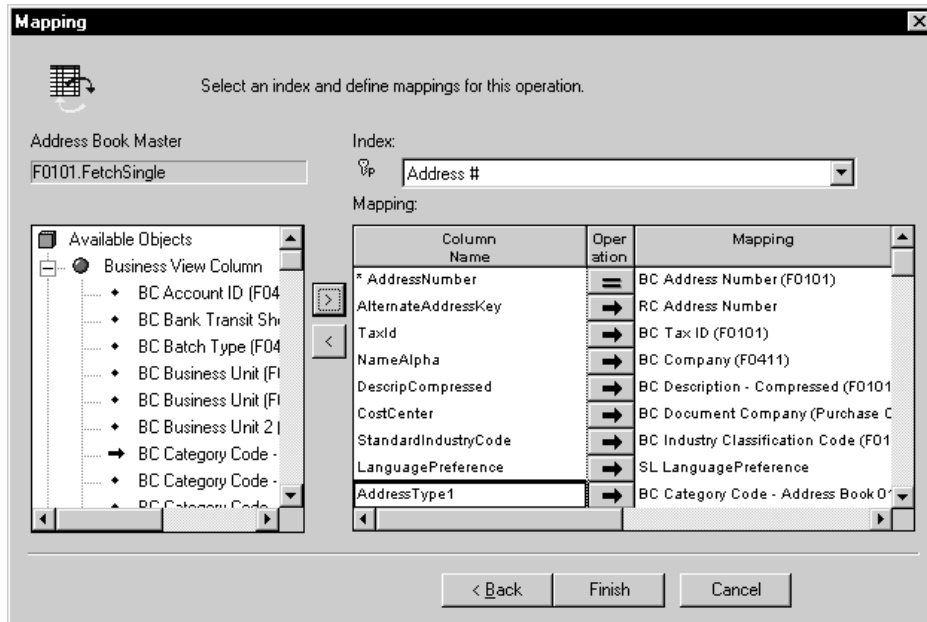 Mapping
Select an index and define mappings for this operation.
Address Book Master
F0101.FetchSingle
Index:
Address #
Mapping:
Available Objects
Business View Column
BC Account ID (F04
BC Bank Transit Sh
BC Batch Type (F04
BC Business Unit (F
BC Business Unit (F
BC Business Unit 2
BC Category Code -
BC Category Code -
BC Category Code
>
<
Column Name Oper ation Mapping
* AddressNumber = BC Address Number (F0101)
AlternateAddressKey RC Address Number
TaxId BC Tax ID (F0101)
NameAlpha BC Company (F0411)
DescripCompressed BC Description - Compressed (F0101
CostCenter BC Document Company (Purchase
StandardIndustryCode BC Industry Classification Code (F01
LanguagePreference SL LanguagePreference
AddressType1 BC Category Code - Address Book 01
< Back Finish Cancel